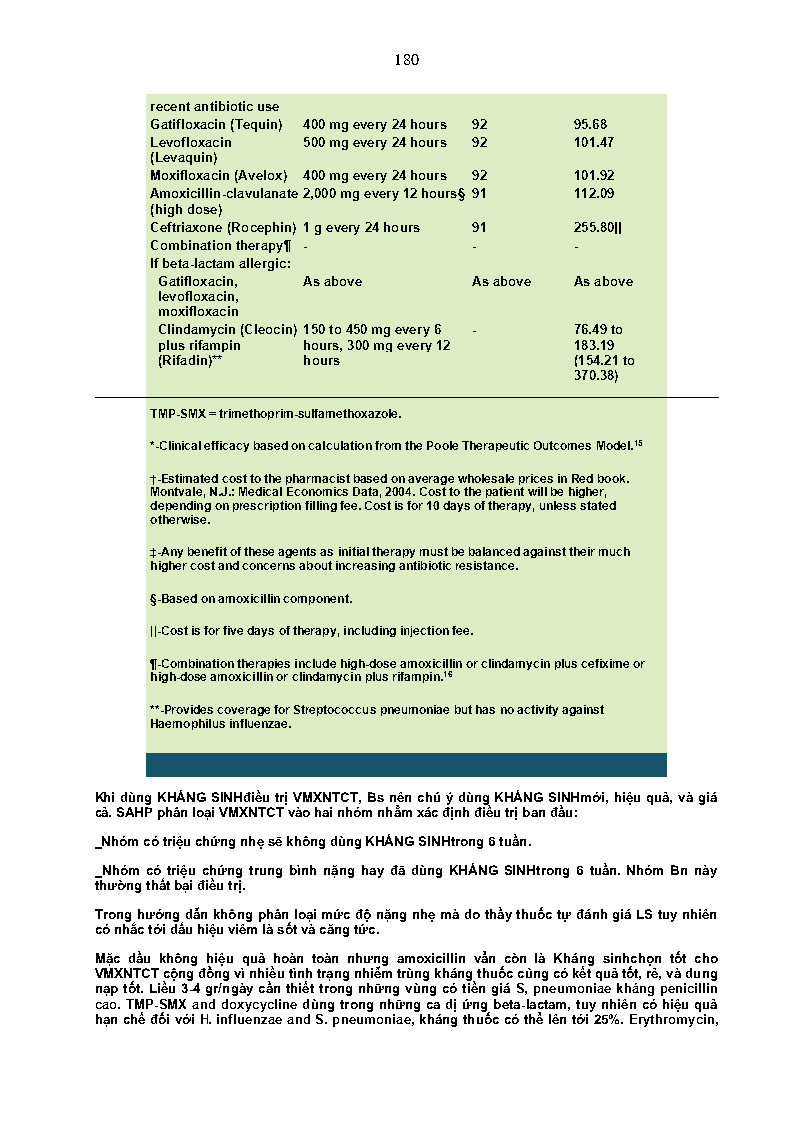 180
recent antibiotic use
Gatifloxacin (Tequin) 400 mg every 24 hours 92 95.68
Levofloxacin 500 mg every 24 hours 92 101.47
(Levaquin)
Moxifloxacin (Avelox) 400 mg every 24 hours 92 101.92
Amoxicillin-clavulanate 2,000 mg every 12 hours§ 91 112.09
(high dose)
Ceftriaxone (Rocephin) 1 g every 24 hours 91 255.80||
Combination therapy¶ - - -
If beta-lactam allergic:
Gatifloxacin, As above As above As above
levofloxacin,
moxifloxacin
Clindamycin (Cleocin) 150 to 450 mg every 6 - 76.49 to
plus rifampin hours, 300 mg every 12 183.19
(Rifadin)** hours (154.21 to
370.38)
TMP-SMX = trimethoprim-sulfamethoxazole.
*-Clinical efficacy based on calculation from the Poole Therapeutic Outcomes Model.15
†-Estimated cost to the pharmacist based on average wholesale prices in Red book.
Montvale, N.J.: Medical Economics Data, 2004. Cost to the patient will be higher,
depending on prescription filling fee. Cost is for 10 days of therapy, unless stated
otherwise.
‡-Any benefit of these agents as initial therapy must be balanced against their much
higher cost and concerns about increasing antibiotic resistance.
§-Based on amoxicillin component.
||-Cost is for five days of therapy, including injection fee.
¶-Combination therapies include high-dose amoxicillin or clindamycin plus cefixime or
high-dose amoxicillin or clindamycin plus rifampin.16
**-Provides coverage for Streptococcus pneumoniae but has no activity against
Haemophilus influenzae.
Khi dùng KHÁNG SINHđiều trị VMXNTCT, Bs nên chú ý dùng KHÁNG SINHmới, hiệu quả, và giá
cả. SAHP phân loại VMXNTCT vào hai nhóm nhằm xác định điều trị ban đầu:
_Nhóm có triệu chứng nhẹ sẽ không dùng KHÁNG SINHtrong 6 tuần.
_Nhóm có triệu chứng trung bình nặng hay đã dùng KHÁNG SINHtrong 6 tuần. Nhóm Bn này
thường thất bại điều trị.
Trong hướng dẫn không phân loại mức độ nặng nhẹ mà do thầy thuốc tự đánh giá LS tuy nhiên
có nhắc tới dấu hiệu viêm là sốt và căng tức.
Mặc dầu không hiệu quả hoàn toàn nhưng amoxicillin vẫn còn là Kháng sinhchọn tốt cho
VMXNTCT cộng đồng vì nhiều tình trạng nhiễm trùng kháng thuốc cũng có kết quả tốt, rẻ, và dung
nạp tốt. Liều 3-4 gr/ngày cần thiết trong những vùng có tiền giá S, pneumoniae kháng penicillin
cao. TMP-SMX and doxycycline dùng trong những ca dị ứng beta-lactam, tuy nhiên có hiệu quả
hạn chế đối với H. influenzae and S. pneumoniae, kháng thuốc có thể lên tới 25%. Erythromycin,